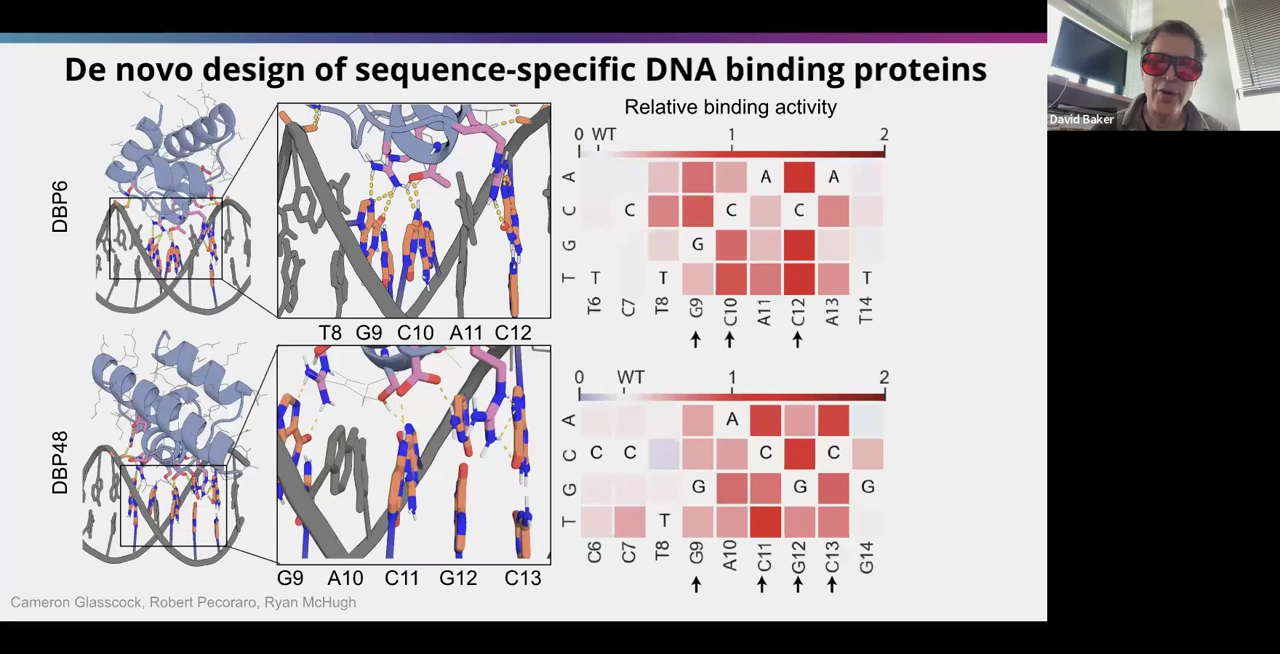 De novo design of sequence-specific DNA binding proteins
David Baker
Relative binding activity
0 WT 1 2
DBP6
A A A
C C C C
G G
T T T T
T6 C7 T8 G9 C10 A11 C12 A13 T14
T8 G9 C10 A11 C12
0 WT 1 2
DBP48
A A
C C C C C
G G G G
T T
C6 C7 T8 G9 A10 C11 G12 C13 G14
G9 A10 C11 G12 C13
Cameron Glasscock, Robert Pecoraro, Ryan McHugh